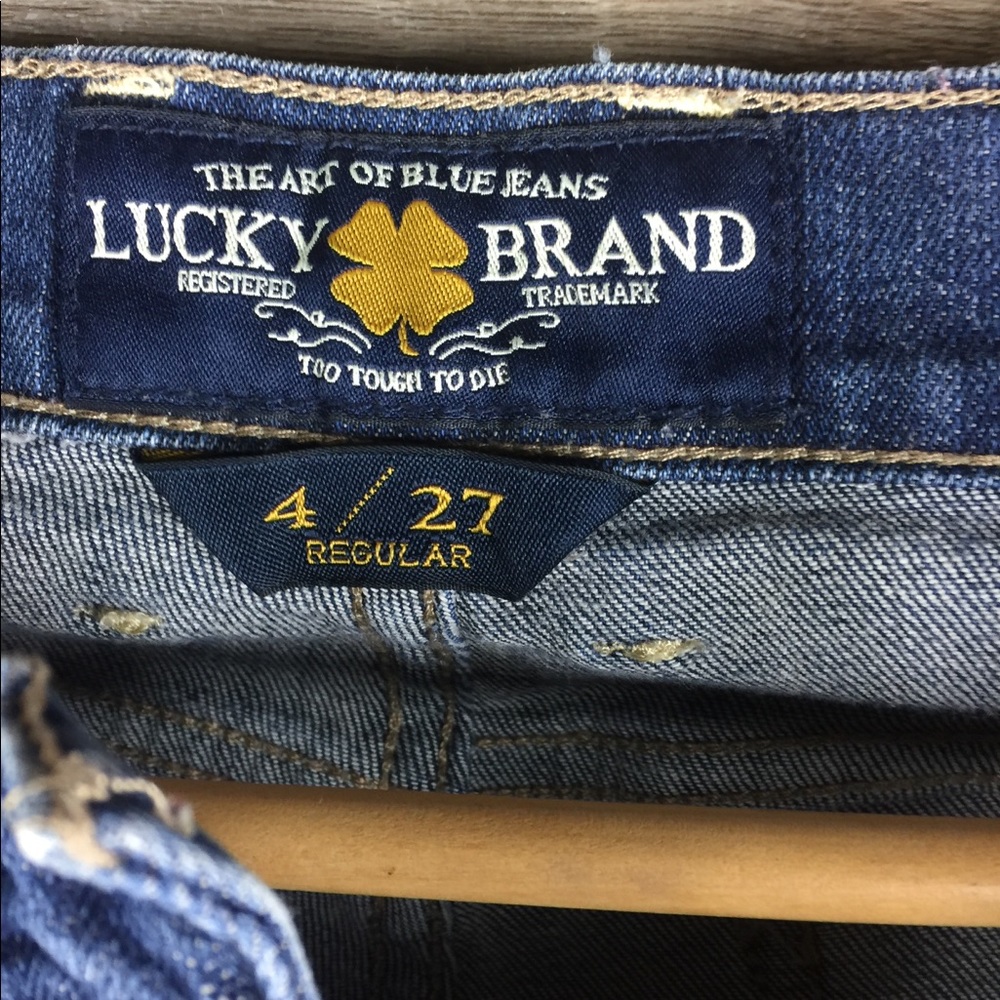 THE ART OF BLUE JEANS
LUCKY BRAND
REGISTERED TRADEMARK
TOO TOUGH TO DIE
4 / 27
REGULAR